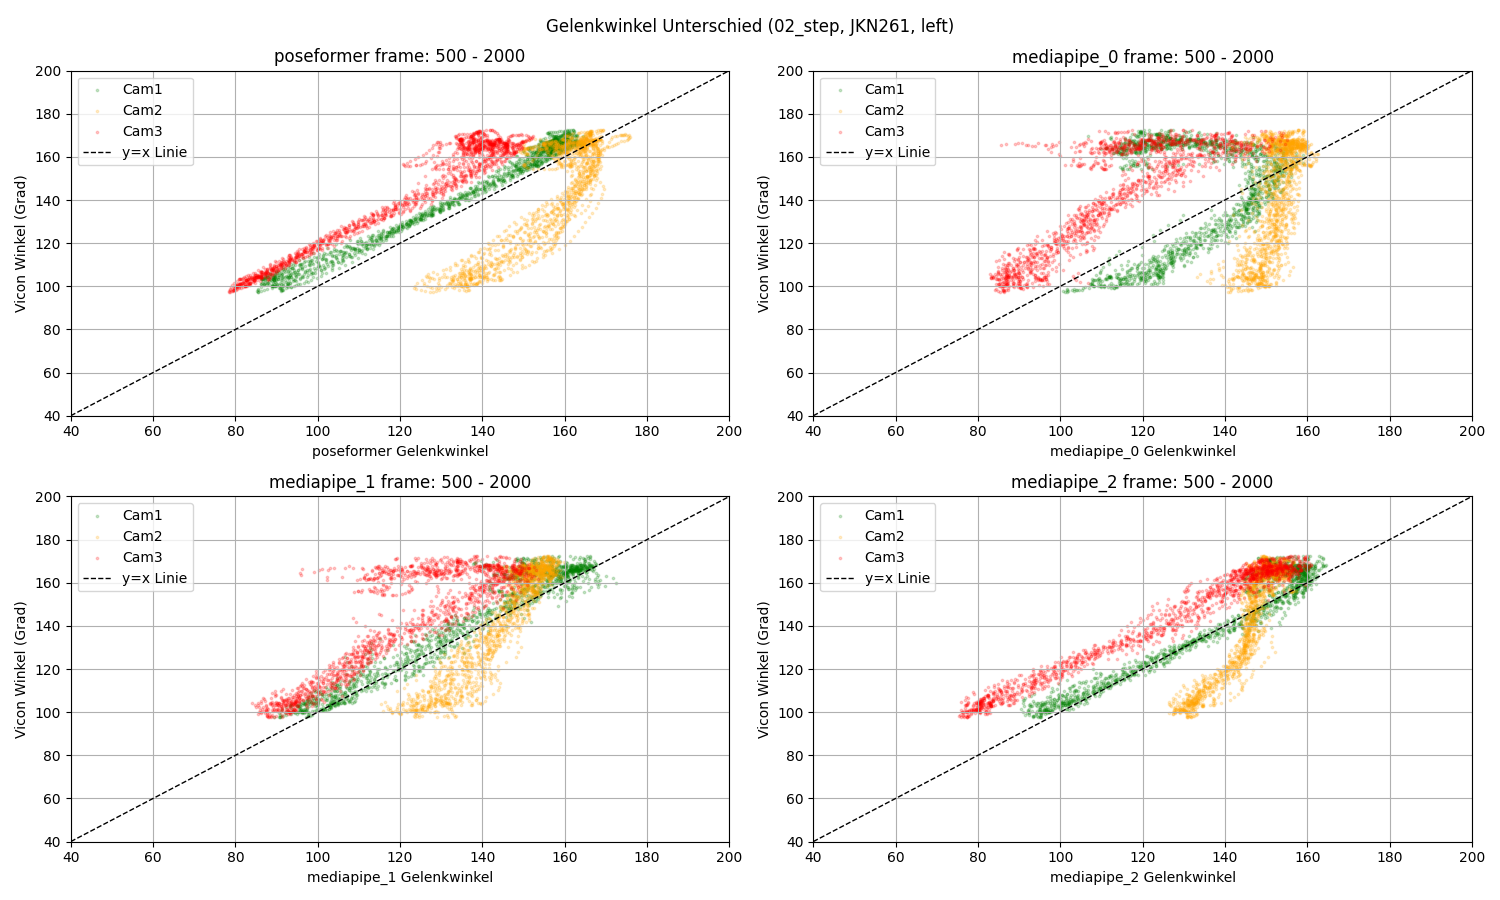 Gelenkwinkel Unterschied (02_step, JKN261, left)
poseformer frame: 500 - 2000
200
180
160
140
120
100
80
60
40
Vicon Winkel (Grad)
Cam1
Cam2
Cam3
y=x Linie
40 60 80 100 120 140 160 180 200
poseformer Gelenkwinkel
mediapipe_0 frame: 500 - 2000
200
180
160
140
120
100
80
60
40
Vicon Winkel (Grad)
Cam1
Cam2
Cam3
y=x Linie
40 60 80 100 120 140 160 180 200
mediapipe_0 Gelenkwinkel
mediapipe_1 frame: 500 - 2000
200
180
160
140
120
100
80
60
40
Vicon Winkel (Grad)
Cam1
Cam2
Cam3
y=x Linie
40 60 80 100 120 140 160 180 200
mediapipe_1 Gelenkwinkel
mediapipe_2 frame: 500 - 2000
200
180
160
140
120
100
80
60
40
Vicon Winkel (Grad)
Cam1
Cam2
Cam3
y=x Linie
40 60 80 100 120 140 160 180 200
mediapipe_2 Gelenkwinkel